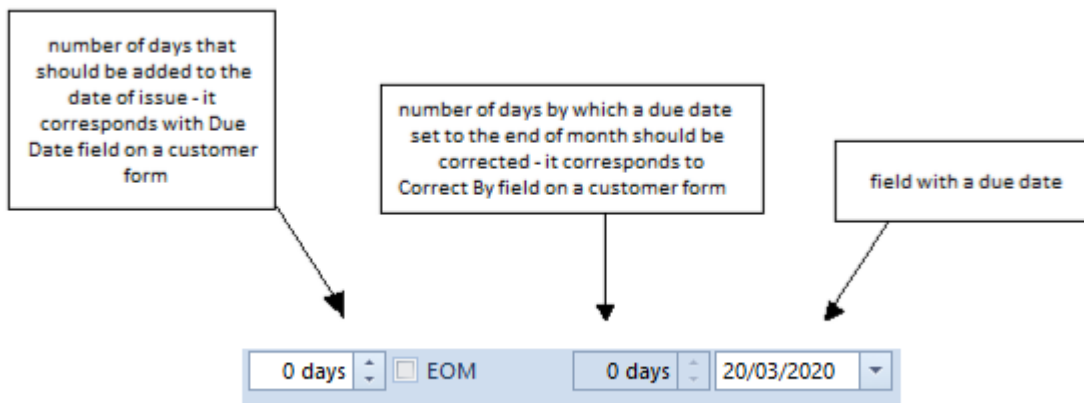 number of days that
should be added to the
date of issue - it
corresponds with Due
Date field on a customer
form
number of days by which a due date
set to the end of month should be
corrected - it corresponds to
Correct By field on a customer form
field with a due date
0 days EOM 0 days 20/03/2020